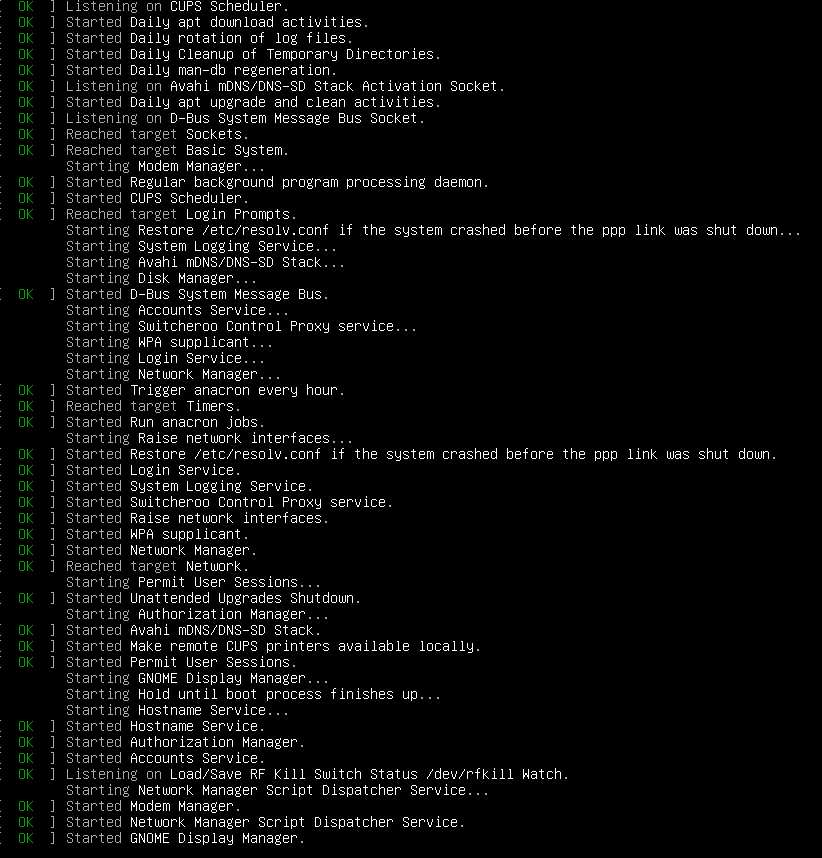 [  OK  ] Listening on CUPS Scheduler.
[  OK  ] Started Daily apt download activities.
[  OK  ] Started Daily rotation of log files.
[  OK  ] Started Daily Cleanup of Temporary Directories.
[  OK  ] Started Daily man-db regeneration.
[  OK  ] Listening on Avahi mDNS/DNS-SD Stack Activation Socket.
[  OK  ] Started Daily apt upgrade and clean activities.
[  OK  ] Listening on D-Bus System Message Bus Socket.
[  OK  ] Reached target Sockets.
[  OK  ] Reached target Basic System.
Starting Modem Manager...
[  OK  ] Started Regular background program processing daemon.
[  OK  ] Started CUPS Scheduler.
[  OK  ] Reached target Login Prompts.
Starting Restore /etc/resolv.conf if the system crashed before the ppp link was shut down...
Starting System Logging Service...
Starting Avahi mDNS/DNS-SD Stack...
Starting Disk Manager...
[  OK  ] Started D-Bus System Message Bus.
Starting Accounts Service...
Starting Switcheroo Control Proxy service...
Starting WPA supplicant...
Starting Login Service...
Starting Network Manager...
[  OK  ] Started Trigger anacron every hour.
[  OK  ] Reached target Timers.
[  OK  ] Started Run anacron jobs.
Starting Raise network interfaces...
[  OK  ] Started Restore /etc/resolv.conf if the system crashed before the ppp link was shut down.
[  OK  ] Started Login Service.
[  OK  ] Started System Logging Service.
[  OK  ] Started Switcheroo Control Proxy service.
[  OK  ] Started Raise network interfaces.
[  OK  ] Started WPA supplicant.
[  OK  ] Started Network Manager.
[  OK  ] Reached target Network.
Starting Permit User Sessions...
[  OK  ] Started Unattended Upgrades Shutdown.
Starting Authorization Manager...
[  OK  ] Started Avahi mDNS/DNS-SD Stack.
[  OK  ] Started Make remote CUPS printers available locally.
[  OK  ] Started Permit User Sessions.
Starting GNOME Display Manager...
Starting Hold until boot process finishes up...
Starting Hostname Service...
[  OK  ] Started Hostname Service.
[  OK  ] Started Authorization Manager.
[  OK  ] Started Accounts Service.
[  OK  ] Listening on Load/Save RF Kill Switch Status /dev/rfkill Watch.
Starting Network Manager Script Dispatcher Service...
[  OK  ] Started Modem Manager.
[  OK  ] Started Network Manager Script Dispatcher Service.
[  OK  ] Started GNOME Display Manager.